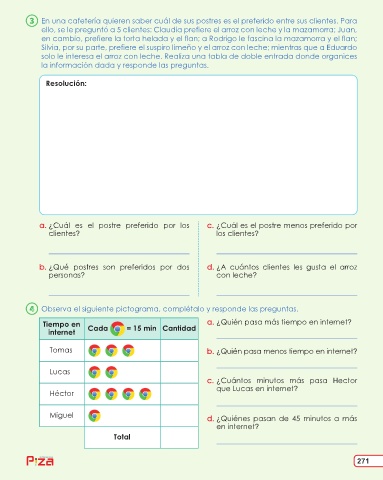 3 En una cafetería quieren saber cuál de sus postres es el preferido entre sus clientes. Para
ello, se le preguntó a 5 clientes: Claudia prefiere el arroz con leche y la mazamorra; Juan,
en cambio, prefiere la torta helada y el flan; a Rodrigo le fascina la mazamorra y el flan;
Silvia, por su parte, prefiere el suspiro limeño y el arroz con leche; mientras que a Eduardo
solo le interesa el arroz con leche. Realiza una tabla de doble entrada donde organices
la información dada y responde las preguntas.
Resolución:
a. ¿Cuál es el postre preferido por los
clientes?
b. ¿Qué postres son preferidos por dos
personas?
c. ¿Cuál es el postre menos preferido por
los clientes?
d. ¿A cuántos clientes les gusta el arroz
con leche?
4 Observa el siguiente pictograma, complétalo y responde las preguntas.
Tiempo en
internet
Cada = 15 min
Cantidad
Tomas
Lucas
Héctor
Miguel
Total
a. ¿Quién pasa más tiempo en internet?
b. ¿Quién pasa menos tiempo en internet?
c. ¿Cuántos minutos más pasa Hector
que Lucas en internet?
d. ¿Quiénes pasan de 45 minutos a más
en internet?
P:za
271